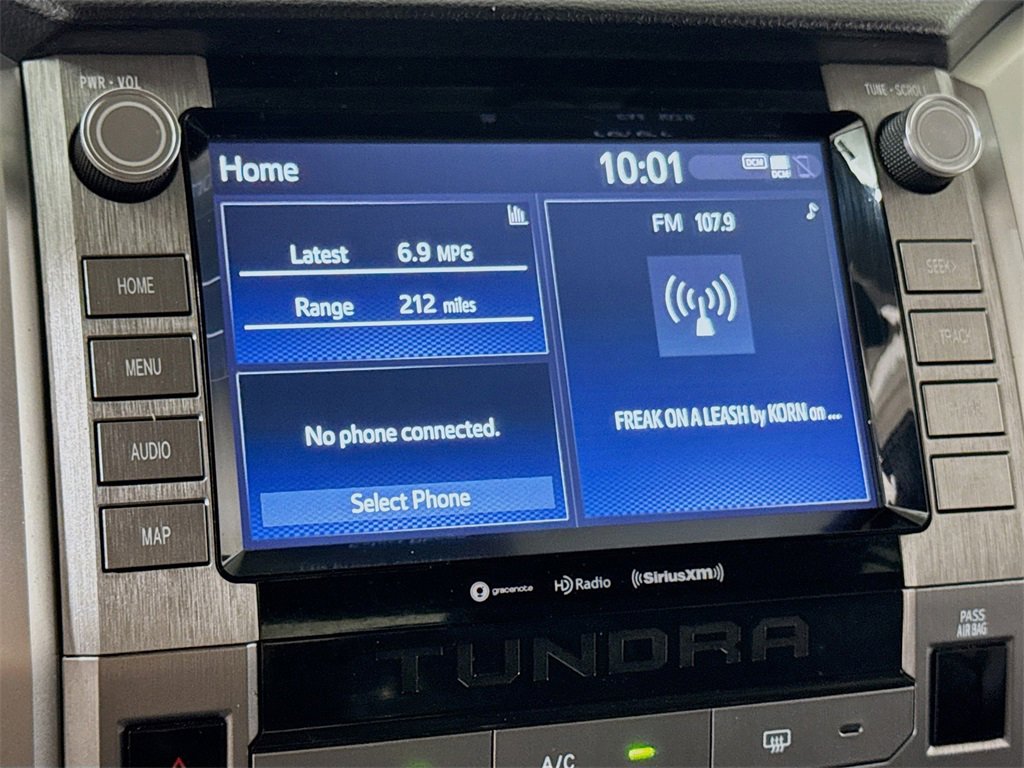 PWR • VOL
TUNE • SCROLL
Home
10:01
DCM
DCM
Latest 6.9 MPG
Range 212 miles
FM 107.9
FREAK ON A LEASH by KORN on ...
No phone connected.
Select Phone
HOME
MENU
AUDIO
MAP
SEEK>
TRACK
gracenote
HD Radio
((SiriusXM))
TUNDRA
PASS
AIRBAG
A/C